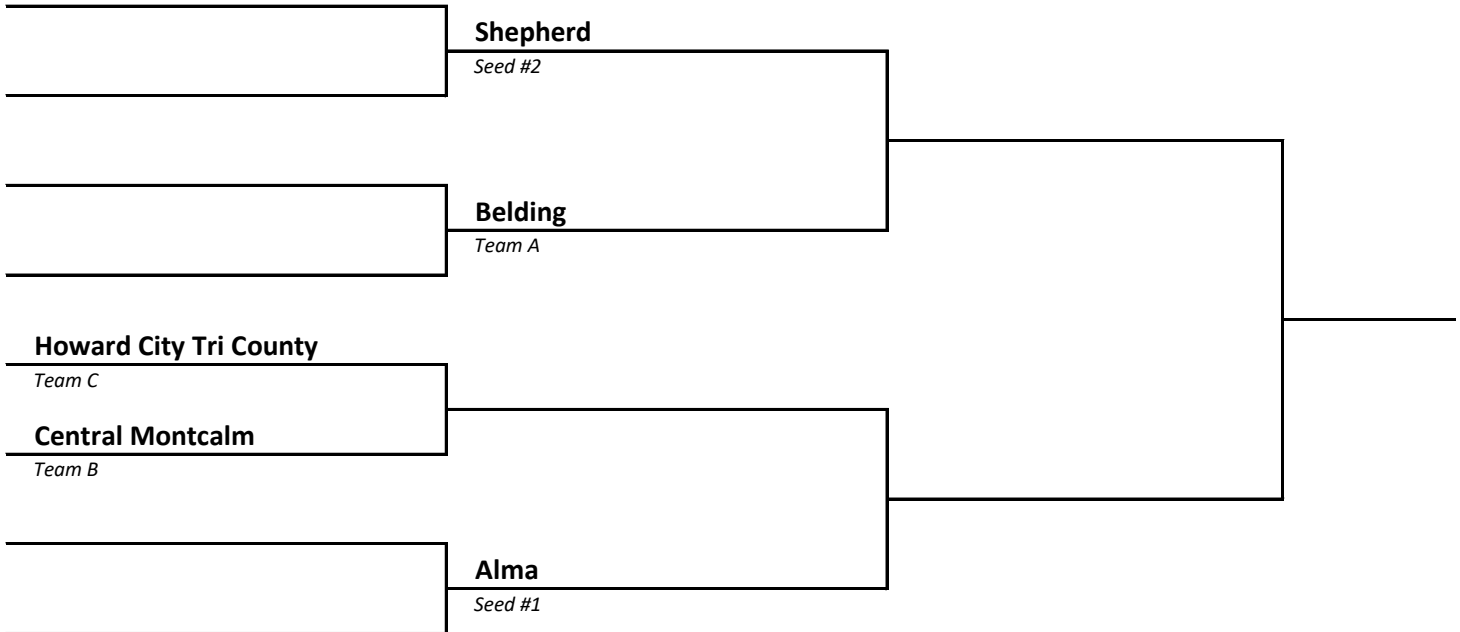 Shepherd
Seed #2
Belding
Team A
Howard City Tri County
Team C
Central Montcalm
Team B
Alma
Seed #1